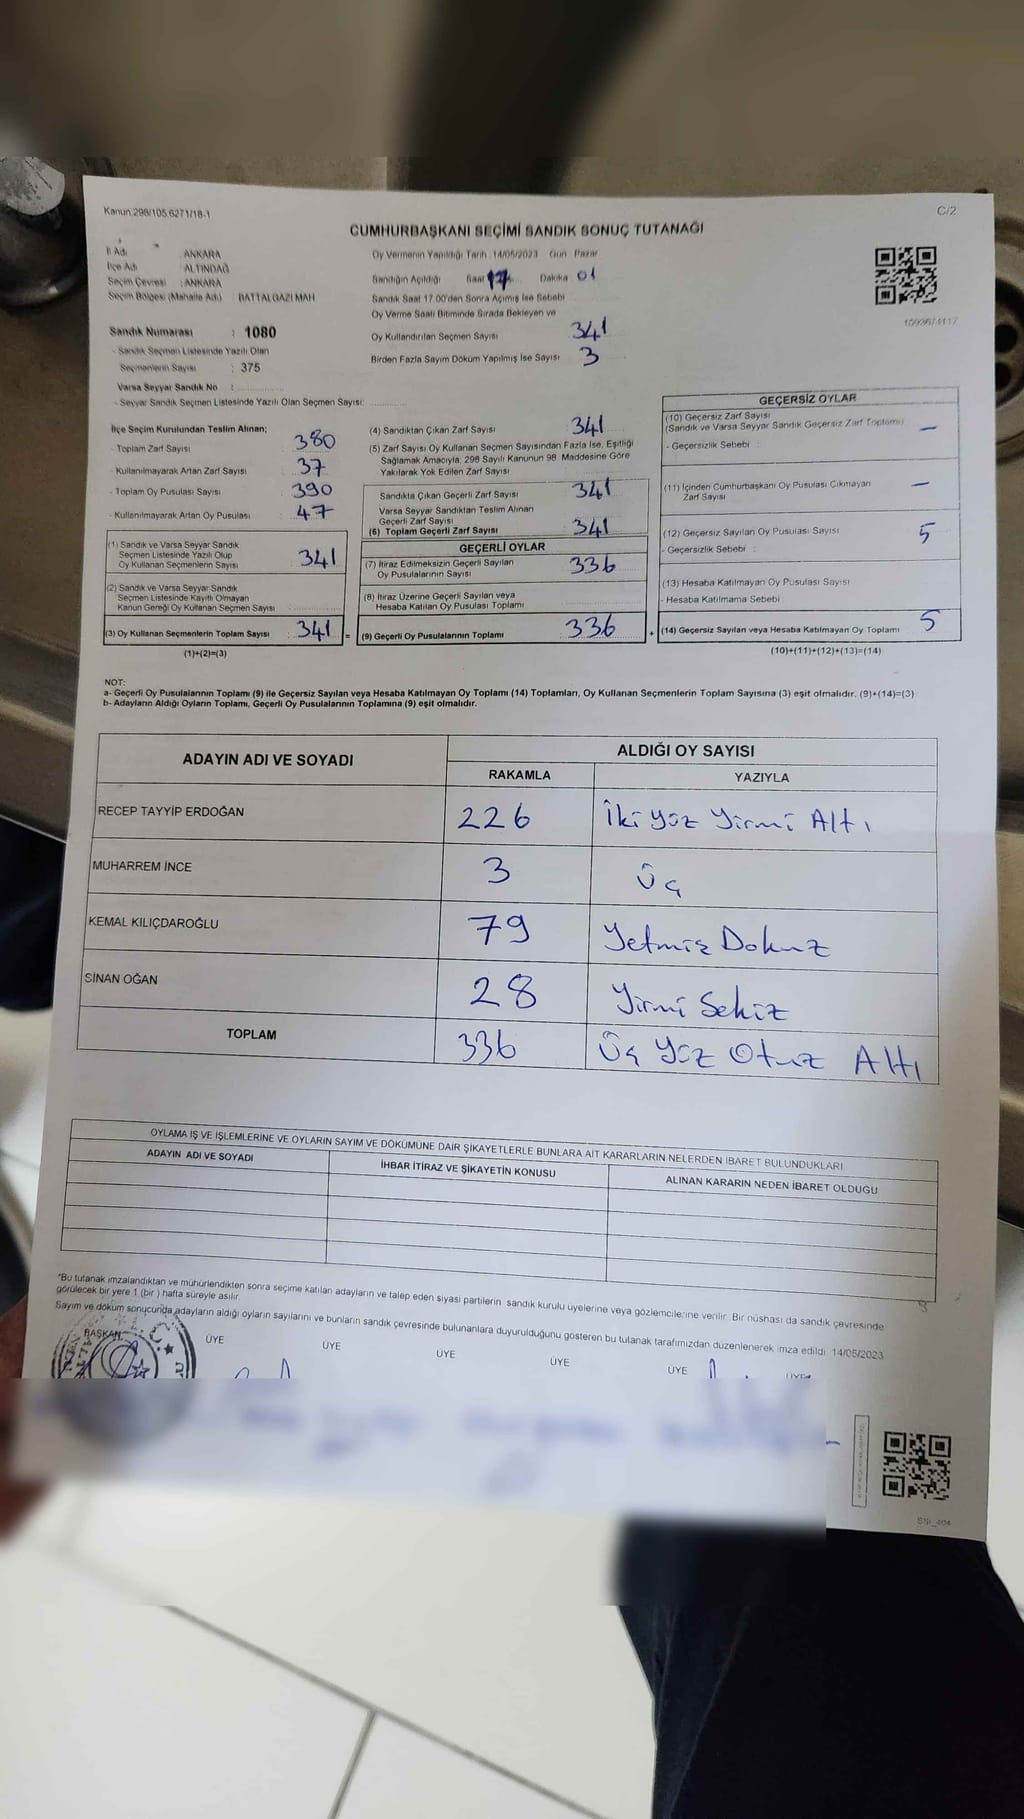 Kanun.298/105.6271/18-1
C/2
CUMHURBAŞKANI SEÇİMİ SANDIK SONUÇ TUTANAĞI
İl Adı : ANKARA
İlçe Adı : ALTINDAĞ
Seçim Çevresi : ANKARA
Seçim Bölgesi (Mahalle Adı) : BATTALGAZİ MAH
Sandık Numarası : 1080
- Sandık Seçmen Listesinde Yazılı Olan
Seçmenlerin Sayısı : 375
Varsa Seyyar Sandık No :
- Seyyar Sandık Seçmen Listesinde Yazılı Olan Seçmen Sayısı:
Oy Vermenin Yapıldığı Tarih :14/05/2023 Gün Pazar
Sandığın Açıldığı Saat 17 Dakika 01
Sandık Saat 17.00'den Sonra Açılmış İse Sebebi
Oy Verme Saati Bitiminde Sırada Bekleyen ve
Oy Kullandırılan Seçmen Sayısı 341
Birden Fazla Sayım Döküm Yapılmış İse Sayısı 3
İlçe Seçim Kurulundan Teslim Alınan;
- Toplam Zarf Sayısı : 380
- Kullanılmayarak Artan Zarf Sayısı : 37
- Toplam Oy Pusulası Sayısı : 390
- Kullanılmayarak Artan Oy Pusulası : 47
(1) Sandık ve Varsa Seyyar Sandık
Seçmen Listesinde Yazılı Olup
Oy Kullanan Seçmenlerin Sayısı : 341
(2) Sandık ve Varsa Seyyar Sandık
Seçmen Listesinde Kayıtlı Olmayan
Kanun Gereği Oy Kullanan Seçmen Sayısı :
(3) Oy Kullanan Seçmenlerin Toplam Sayısı : 341 =
(1)+(2)=(3)
(4) Sandıktan Çıkan Zarf Sayısı : 341
(5) Zarf Sayısı Oy Kullanan Seçmen Sayısından Fazla İse, Eşitliği
Sağlamak Amacıyla, 298 Sayılı Kanunun 98. Maddesine Göre
Yakılarak Yok Edilen Zarf Sayısı :
Sandıkta Çıkan Geçerli Zarf Sayısı : 341
Varsa Seyyar Sandıktan Teslim Alınan
Geçerli Zarf Sayısı
(6) Toplam Geçerli Zarf Sayısı : 341
GEÇERLİ OYLAR
(7) İtiraz Edilmeksizin Geçerli Sayılan
Oy Pusulalarının Sayısı : 336
(8) İtiraz Üzerine Geçerli Sayılan veya
Hesaba Katılan Oy Pusulası Toplamı :
(9) Geçerli Oy Pusulalarının Toplamı : 336 +
GEÇERSİZ OYLAR
(10) Geçersiz Zarf Sayısı
(Sandık ve Varsa Seyyar Sandık Geçersiz Zarf Toplamı) -
- Geçersizlik Sebebi :
(11) İçinden Cumhurbaşkanı Oy Pusulası Çıkmayan
Zarf Sayısı -
(12) Geçersiz Sayılan Oy Pusulası Sayısı 5
- Geçersizlik Sebebi :
(13) Hesaba Katılmayan Oy Pusulası Sayısı
- Hesaba Katılmama Sebebi
(14) Geçersiz Sayılan veya Hesaba Katılmayan Oy Toplamı 5
(10)+(11)+(12)+(13)=(14)
NOT:
a- Geçerli Oy Pusulalarının Toplamı (9) ile Geçersiz Sayılan veya Hesaba Katılmayan Oy Toplamı (14) Toplamları, Oy Kullanan Seçmenlerin Toplam Sayısına (3) eşit olmalıdır. (9)+(14)=(3)
b- Adayların Aldığı Oyların Toplamı, Geçerli Oy Pusulalarının Toplamına (9) eşit olmalıdır.
ADAYIN ADI VE SOYADI
ALDIĞI OY SAYISI
RAKAMLA YAZIYLA
RECEP TAYYİP ERDOĞAN 226 İki yüz Yirmi Altı
MUHARREM İNCE 3 Üç
KEMAL KILIÇDAROĞLU 79 Yetmiş Dokuz
SİNAN OĞAN 28 Yirmi Sekiz
TOPLAM 336 Üç Yüz Otuz Altı
OYLAMA İŞ VE İŞLEMLERİNE VE OYLARIN SAYIM VE DÖKÜMÜNE DAİR ŞİKAYETLERLE BUNLARA AİT KARARLARIN NELERDEN İBARET BULUNDUKLARI
ADAYIN ADI VE SOYADI İHBAR İTİRAZ VE ŞİKAYETİN KONUSU ALINAN KARARIN NEDEN İBARET OLDUĞU
*Bu tutanak imzalandıktan ve mühürlendikten sonra seçime katılan adayların ve talep eden siyasi partilerin sandık kurulu üyelerine veya gözlemcilerine verilir. Bir nüshası da sandık çevresinde
görülecek bir yere 1 (bir) hafta süreyle asılır.
Sayım ve döküm sonucunda adayların aldığı oyların sayılarını ve bunların sandık çevresinde bulunanlara duyurulduğunu gösteren bu tutanak tarafımızdan düzenlenerek imza edildi. 14/05/2023
BAŞKAN ÜYE ÜYE ÜYE ÜYE ÜYE ÜYE